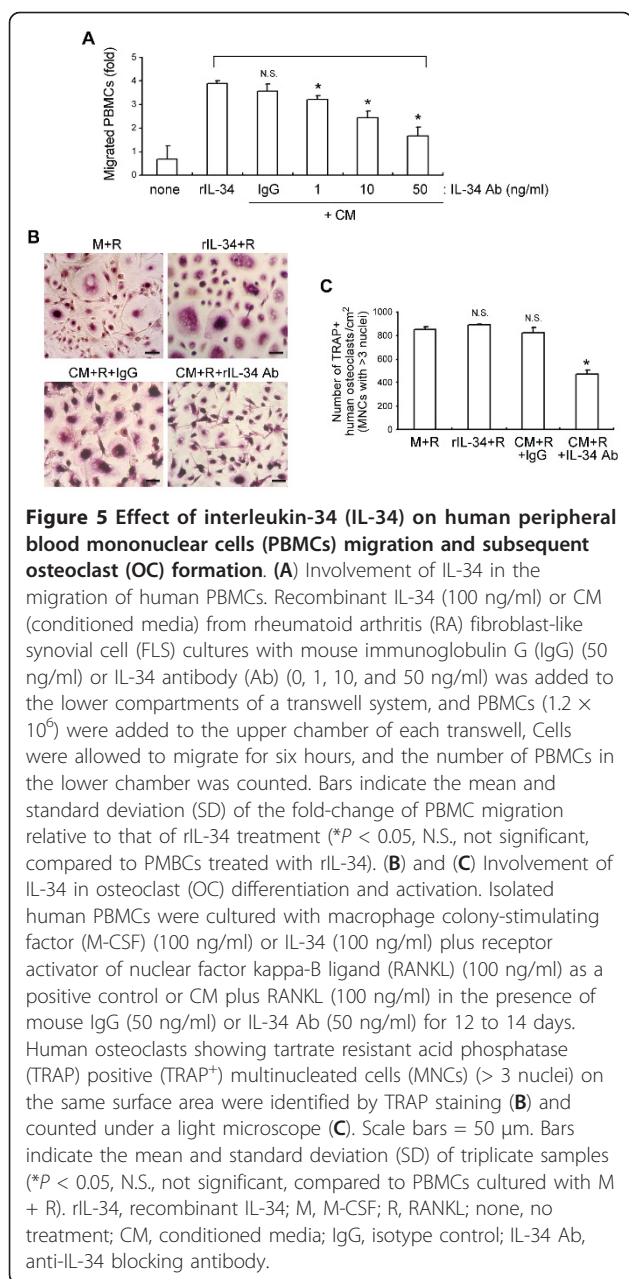 A
Migrated PBMCs (fold)
5
4
3
2
1
0
N.S.
*
*
*
none rIL-34 IgG 1 10 50 : IL-34 Ab (ng/ml)
+ CM
B
M+R rIL-34+R
CM+R+IgG CM+R+rIL-34 Ab
C
Number of TRAP+
human osteoclasts/cm2
(MNCs with >3 nuclei)
1000
800
600
400
200
0
N.S. N.S.
*
M+R rIL-34+R CM+R CM+R
+IgG +IL-34 Ab
Figure 5 Effect of interleukin-34 (IL-34) on human peripheral
blood mononuclear cells (PBMCs) migration and subsequent
osteoclast (OC) formation. (A) Involvement of IL-34 in the
migration of human PBMCs. Recombinant IL-34 (100 ng/ml) or CM
(conditioned media) from rheumatoid arthritis (RA) fibroblast-like
synovial cell (FLS) cultures with mouse immunoglobulin G (IgG) (50
ng/ml) or IL-34 antibody (Ab) (0, 1, 10, and 50 ng/ml) was added to
the lower compartments of a transwell system, and PBMCs (1.2 ×
10⁶) were added to the upper chamber of each transwell, Cells
were allowed to migrate for six hours, and the number of PBMCs in
the lower chamber was counted. Bars indicate the mean and
standard deviation (SD) of the fold-change of PBMC migration
relative to that of rIL-34 treatment (*P < 0.05, N.S., not significant,
compared to PMBCs treated with rIL-34). (B) and (C) Involvement of
IL-34 in osteoclast (OC) differentiation and activation. Isolated
human PBMCs were cultured with macrophage colony-stimulating
factor (M-CSF) (100 ng/ml) or IL-34 (100 ng/ml) plus receptor
activator of nuclear factor kappa-B ligand (RANKL) (100 ng/ml) as a
positive control or CM plus RANKL (100 ng/ml) in the presence of
mouse IgG (50 ng/ml) or IL-34 Ab (50 ng/ml) for 12 to 14 days.
Human osteoclasts showing tartrate resistant acid phosphatase
(TRAP) positive (TRAP⁺) multinucleated cells (MNCs) (> 3 nuclei) on
the same surface area were identified by TRAP staining (B) and
counted under a light microscope (C). Scale bars = 50 μm. Bars
indicate the mean and standard deviation (SD) of triplicate samples
(*P < 0.05, N.S., not significant, compared to PBMCs cultured with M
+ R). rIL-34, recombinant IL-34; M, M-CSF; R, RANKL; none, no
treatment; CM, conditioned media; IgG, isotype control; IL-34 Ab,
anti-IL-34 blocking antibody.